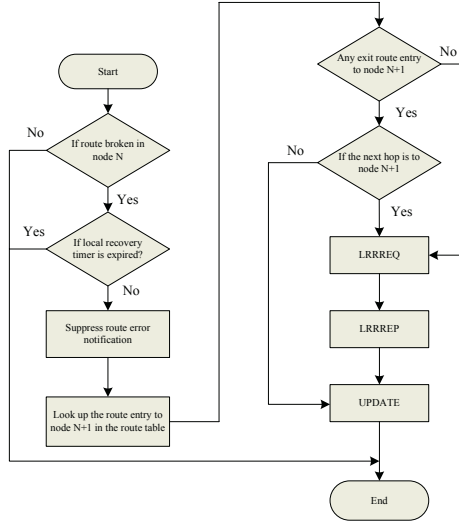 Start
No
If route broken in
node N
Yes
Yes
If local recovery
timer is expired?
No
Suppress route error
notification
Look up the route entry to
node N+1 in the route table
Any exit route entry
to node N+1
No
Yes
No
If the next hop is to
node N+1
Yes
LRRREQ
LRRREP
UPDATE
End